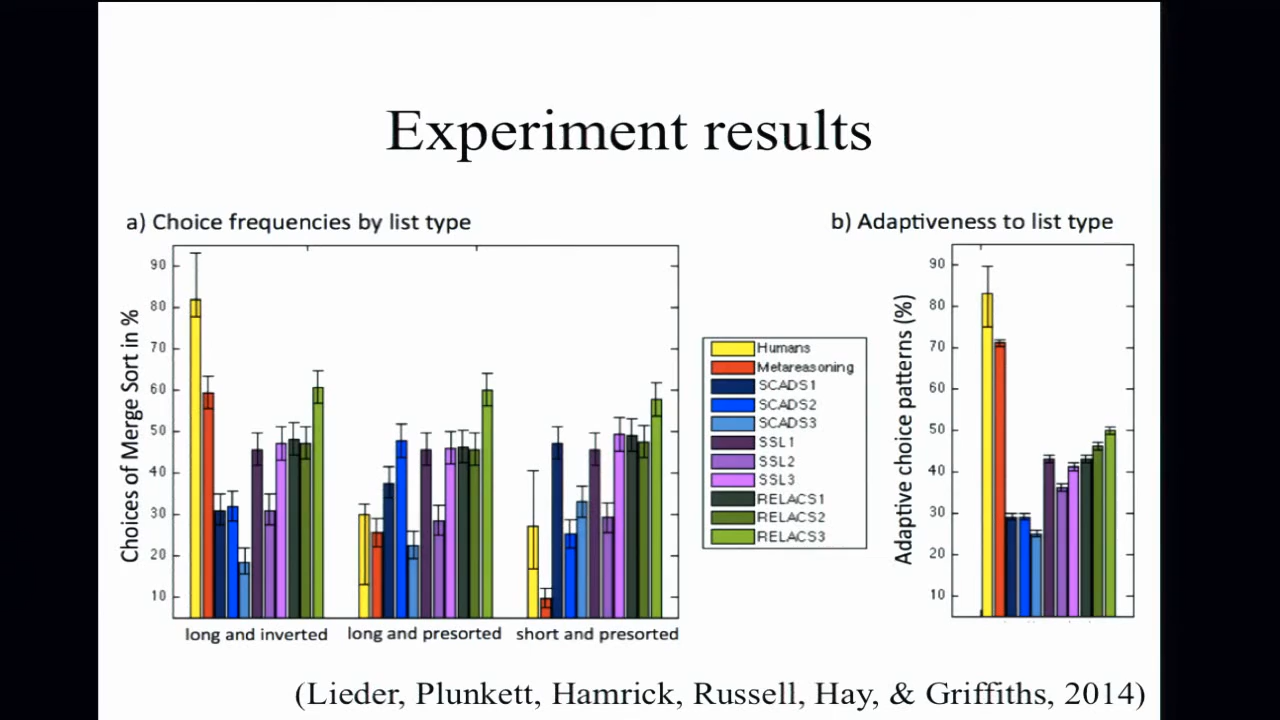 Experiment results
a) Choice frequencies by list type
b) Adaptiveness to list type
Choices of Merge Sort in %
90
80
70
60
50
40
30
20
10
long and inverted
long and presorted
short and presorted
Humans
Metareasoning
SCADS1
SCADS2
SCADS3
SSL1
SSL2
SSL3
RELACS1
RELACS2
RELACS3
Adaptive choice patterns (%)
90
80
70
60
50
40
30
20
10
(Lieder, Plunkett, Hamrick, Russell, Hay, & Griffiths, 2014)